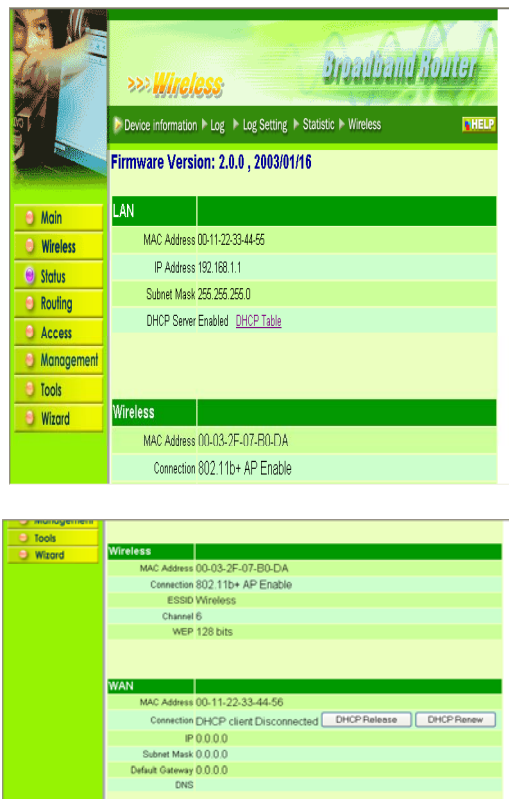 >>> Wireless
Broadband Router
Device information Log Log Setting Statistic Wireless
HELP
Firmware Version: 2.0.0 , 2003/01/16
Main
Wireless
Status
Routing
Access
Management
Tools
Wizard
LAN
MAC Address 00-11-22-33-44-55
IP Address 192.168.1.1
Subnet Mask 255.255.255.0
DHCP Server Enabled DHCP Table
Wireless
MAC Address 00-03-2F-07-B0-DA
Connection 802.11b+ AP Enable
Management
Tools
Wizard
Wireless
MAC Address 00-03-2F-07-B0-DA
Connection 802.11b+ AP Enable
ESSID Wireless
Channel 6
WEP 128 bits
WAN
MAC Address 00-11-22-33-44-56
Connection DHCP client Disconnected DHCP Release DHCP Renew
IP 0.0.0.0
Subnet Mask 0.0.0.0
Default Gateway 0.0.0.0
DNS